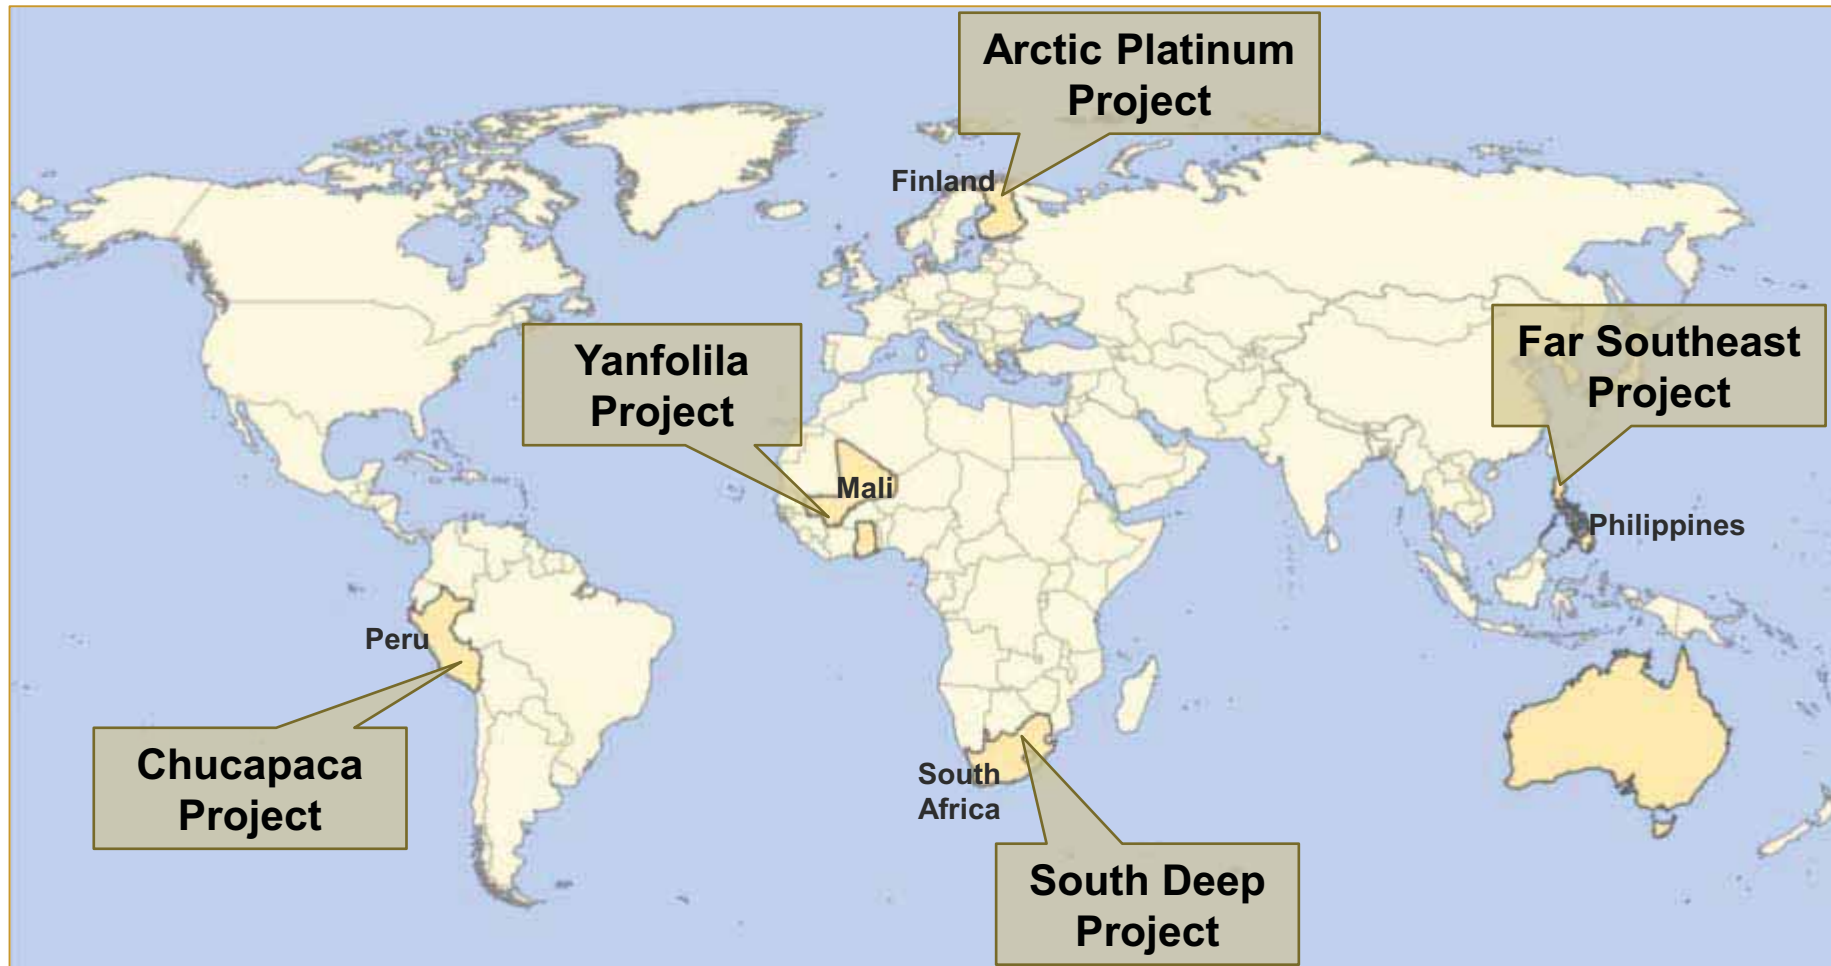 Arctic Platinum
Project
Finland
Far Southeast
Project
Yanfolila
Project
Mali
Philippines
Peru
Chucapaca
Project
South
Africa
South Deep
Project